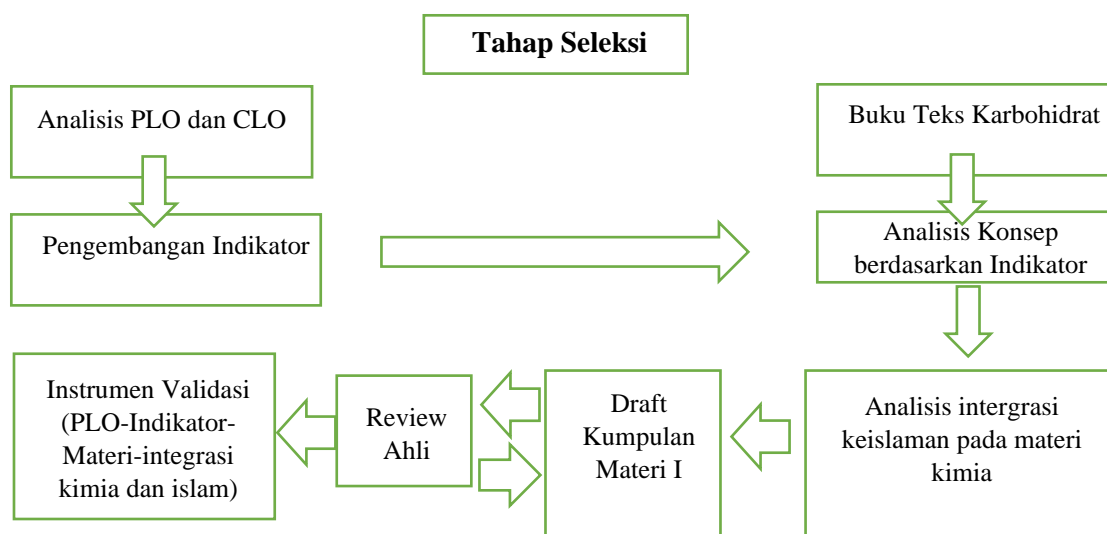 Tahap Seleksi
Analisis PLO dan CLO
Buku Teks Karbohidrat
Pengembangan Indikator
Analisis Konsep
berdasarkan Indikator
Instrumen Validasi
(PLO-Indikator-
Materi-integrasi
kimia dan islam)
Review
Ahli
Draft
Kumpulan
Materi I
Analisis intergrasi
keislaman pada materi
kimia